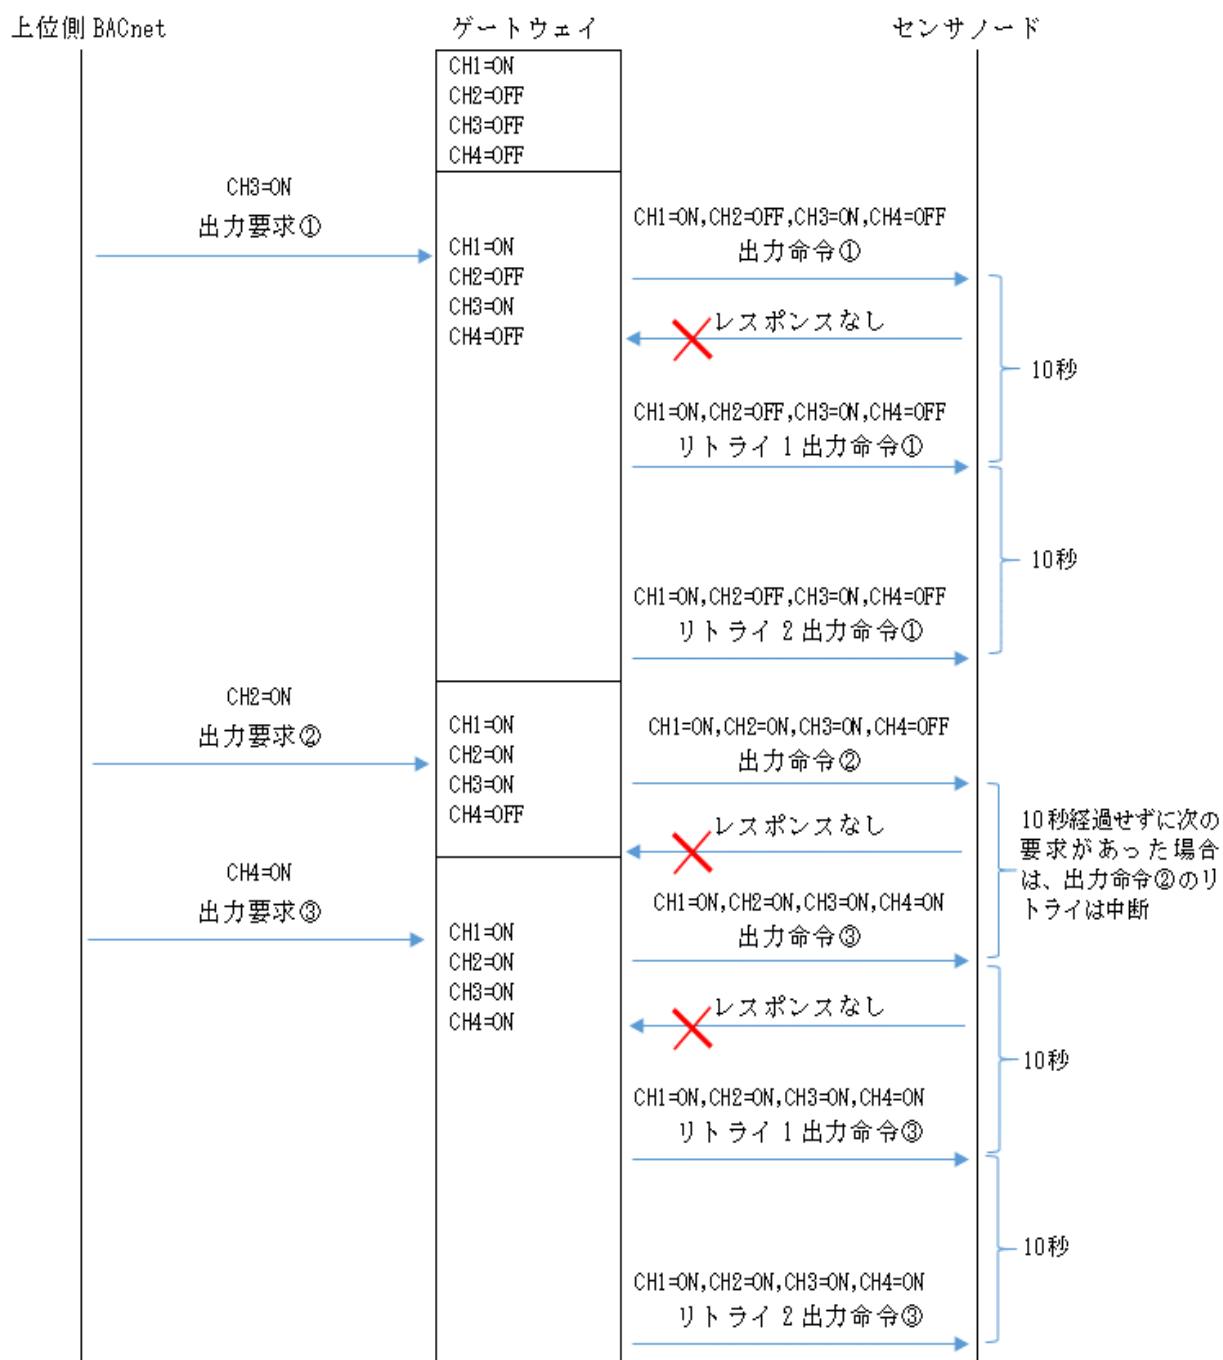 上位側BACnet
ゲートウェイ
センサノード
CH1=ON
CH2=OFF
CH3=OFF
CH4=OFF
CH3=ON
出力要求①
CH1=ON
CH2=OFF
CH3=ON
CH4=OFF
CH1=ON,CH2=OFF,CH3=ON,CH4=OFF
出力命令①
レスポンスなし
10秒
CH1=ON,CH2=OFF,CH3=ON,CH4=OFF
リトライ1出力命令①
10秒
CH1=ON,CH2=OFF,CH3=ON,CH4=OFF
リトライ2出力命令①
CH2=ON
出力要求②
CH1=ON
CH2=ON
CH3=ON
CH4=OFF
CH1=ON,CH2=ON,CH3=ON,CH4=OFF
出力命令②
レスポンスなし
10秒経過せずに次の
要求があった場合
は、出力命令②のリ
トライは中断
CH4=ON
出力要求③
CH1=ON
CH2=ON
CH3=ON
CH4=ON
CH1=ON,CH2=ON,CH3=ON,CH4=ON
出力命令③
レスポンスなし
10秒
CH1=ON,CH2=ON,CH3=ON,CH4=ON
リトライ1出力命令③
10秒
CH1=ON,CH2=ON,CH3=ON,CH4=ON
リトライ2出力命令③